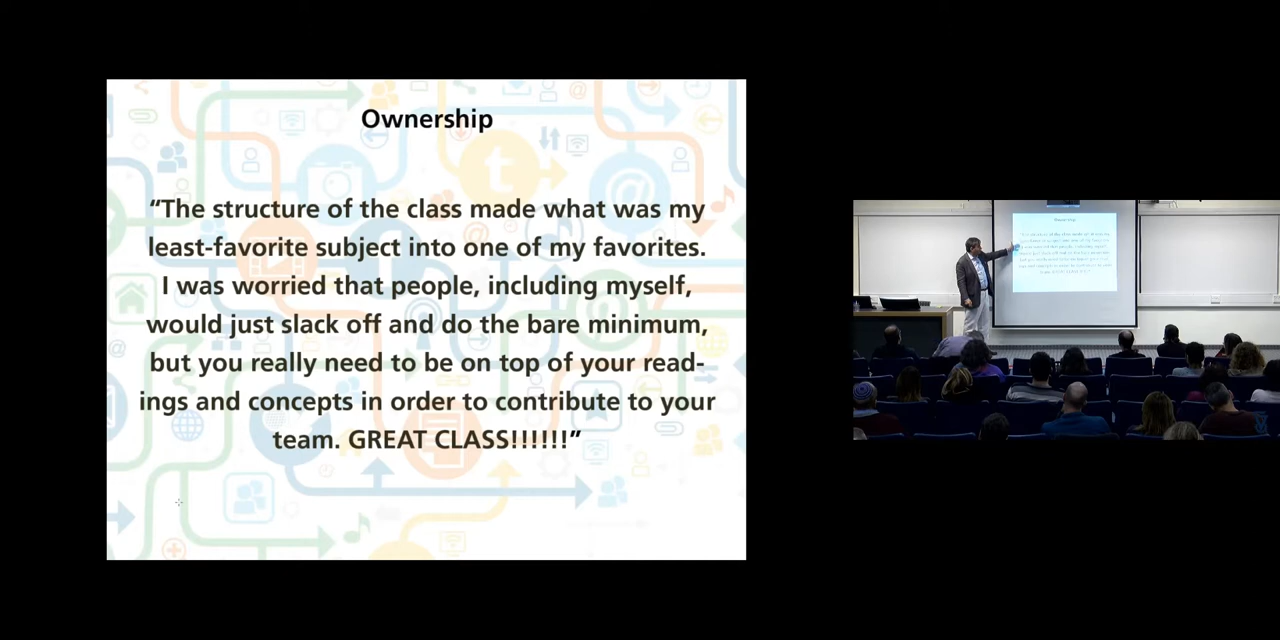 Ownership
“The structure of the class made what was my
least-favorite subject into one of my favorites.
I was worried that people, including myself,
would just slack off and do the bare minimum,
but you really need to be on top of your read-
ings and concepts in order to contribute to your
team. GREAT CLASS!!!!!!”